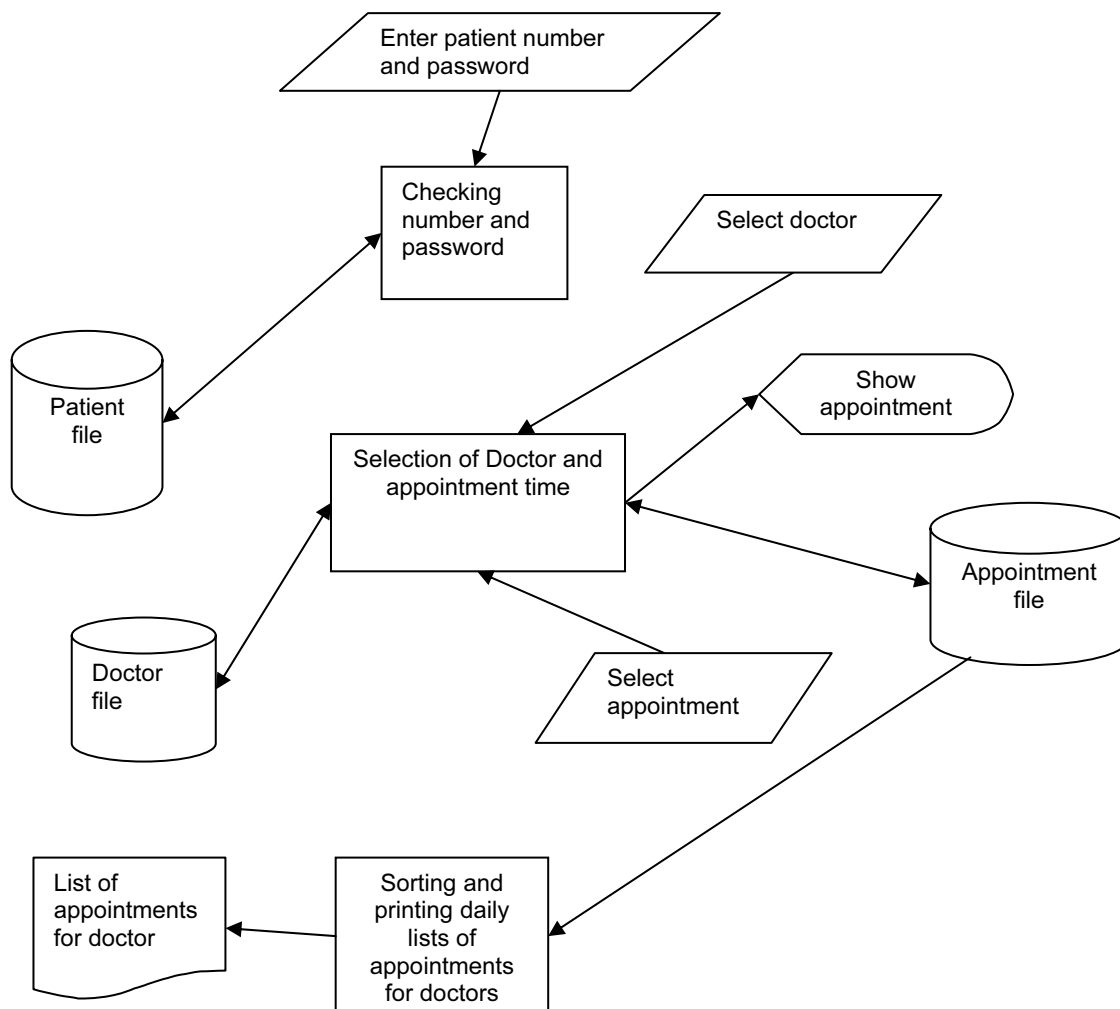 Enter patient number
and password
Checking
number and
password
Select doctor
Show
appointment
Patient
file
Selection of Doctor and
appointment time
Appointment
file
Doctor
file
Select
appointment
List of
appointments
for doctor
Sorting and
printing daily
lists of
appointments
for doctors